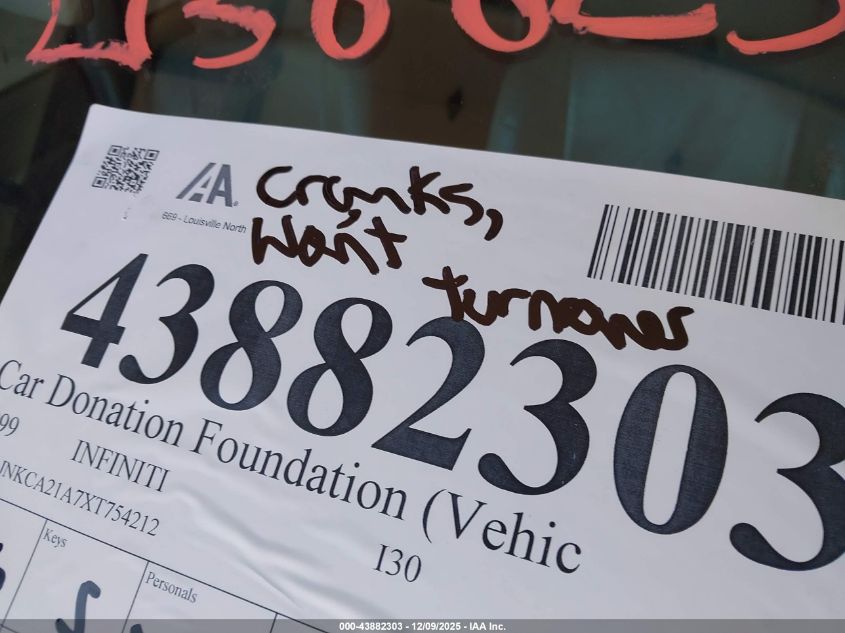 43882303
IAA
669 - Louisville North
Cranks,
Won't
turnover
43882303
Car Donation Foundation (Vehic
99
INFINITI
I30
JNKCA21A7XT754212
Keys
Personals
000-43882303 - 12/09/2025 - IAA Inc.